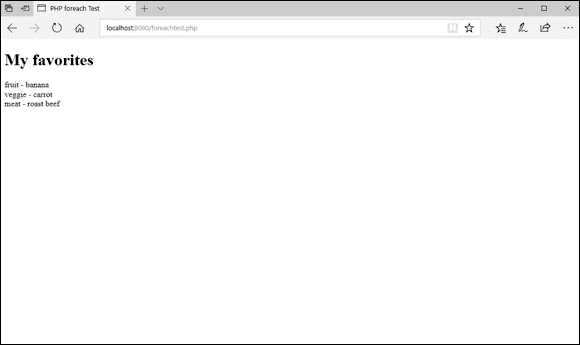 PHP foreach Test
localhost:8080/foreachtest.php
My favorites
fruit - banana
veggie - carrot
meat - roast beef